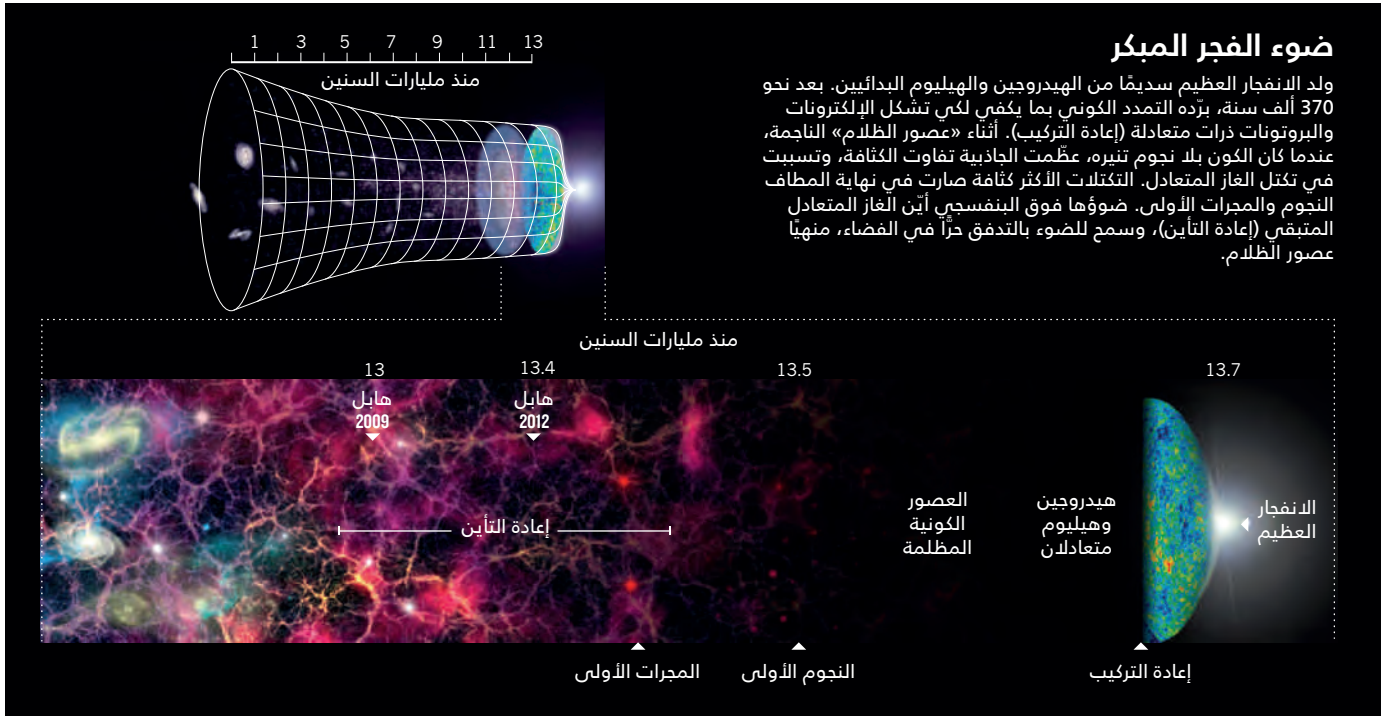 ضوء الفجر المبكر
ولد الانفجار العظيم سديمًا من الهيدروجين والهيليوم البدائيين. بعد نحو
370 ألف سنة، برّده التمدد الكوني بما يكفي لكي تشكل الإلكترونات
والبروتونات ذرات متعادلة (إعادة التركيب). أثناء «عصور الظلام» الناجمة،
عندما كان الكون بلا نجوم تنيره، عظّمت الجاذبية تفاوت الكثافة، وتسببت
في تكتل الغاز المتعادل. التكتلات الأكثر كثافة صارت في نهاية المطاف
النجوم والمجرات الأولى. ضوؤها فوق البنفسجي أيّن الغاز المتعادل
المتبقي (إعادة التأين)، وسمح للضوء بالتدفق حرًّا في الفضاء، منهيًا
عصور الظلام.
1 3 5 7 9 11 13
منذ مليارات السنين
منذ مليارات السنين
13.7
13.5
13.4
13
هابل
2012
هابل
2009
الانفجار
العظيم
هيدروجين
وهيليوم
متعادلان
العصور
الكونية
المظلمة
إعادة التأين
إعادة التركيب
النجوم الأولى
المجرات الأولى